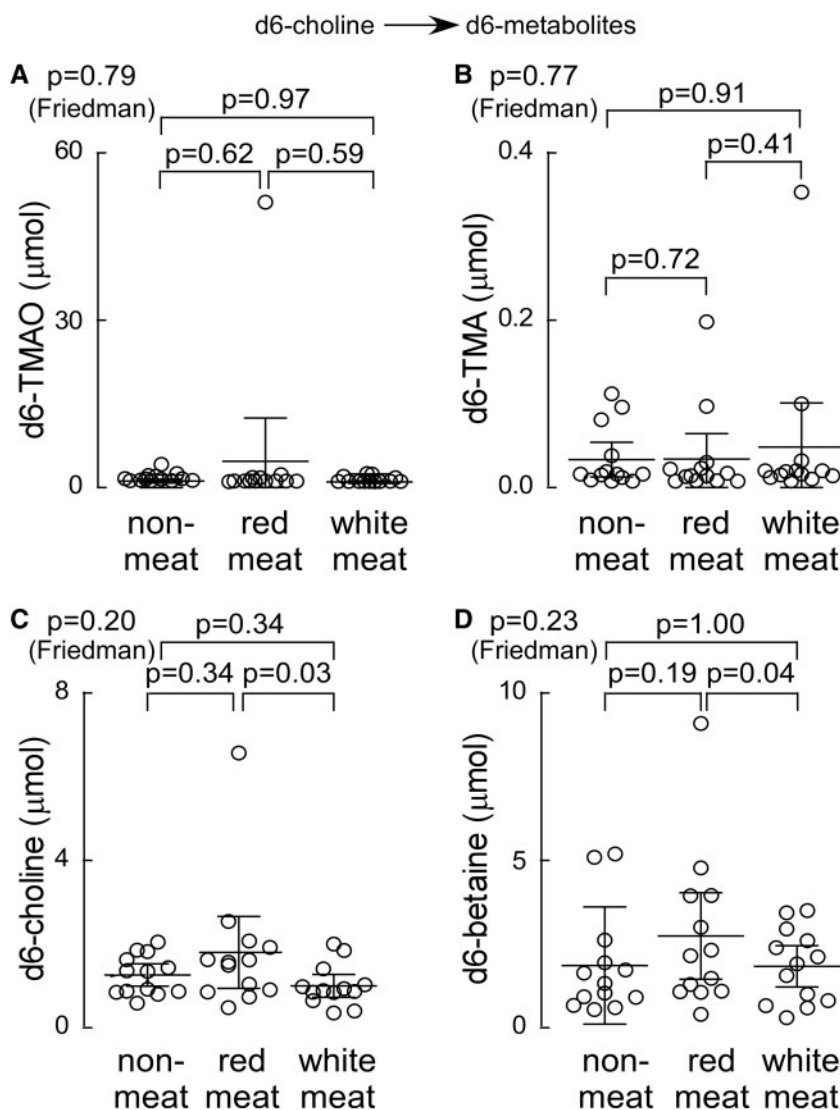 d6-choline d6-metabolites
A p=0.79
(Friedman)
p=0.97
p=0.62 p=0.59
60
30
0
d6-TMAO (μmol)
non-
meat
red
meat
white
meat
B p=0.77
(Friedman)
p=0.91
p=0.41
p=0.72
0.4
0.2
0.0
d6-TMA (μmol)
non-
meat
red
meat
white
meat
C p=0.20
(Friedman)
p=0.34
p=0.34 p=0.03
8
4
0
d6-choline (μmol)
non-
meat
red
meat
white
meat
D p=0.23
(Friedman)
p=1.00
p=0.19 p=0.04
10
5
0
d6-betaine (μmol)
non-
meat
red
meat
white
meat